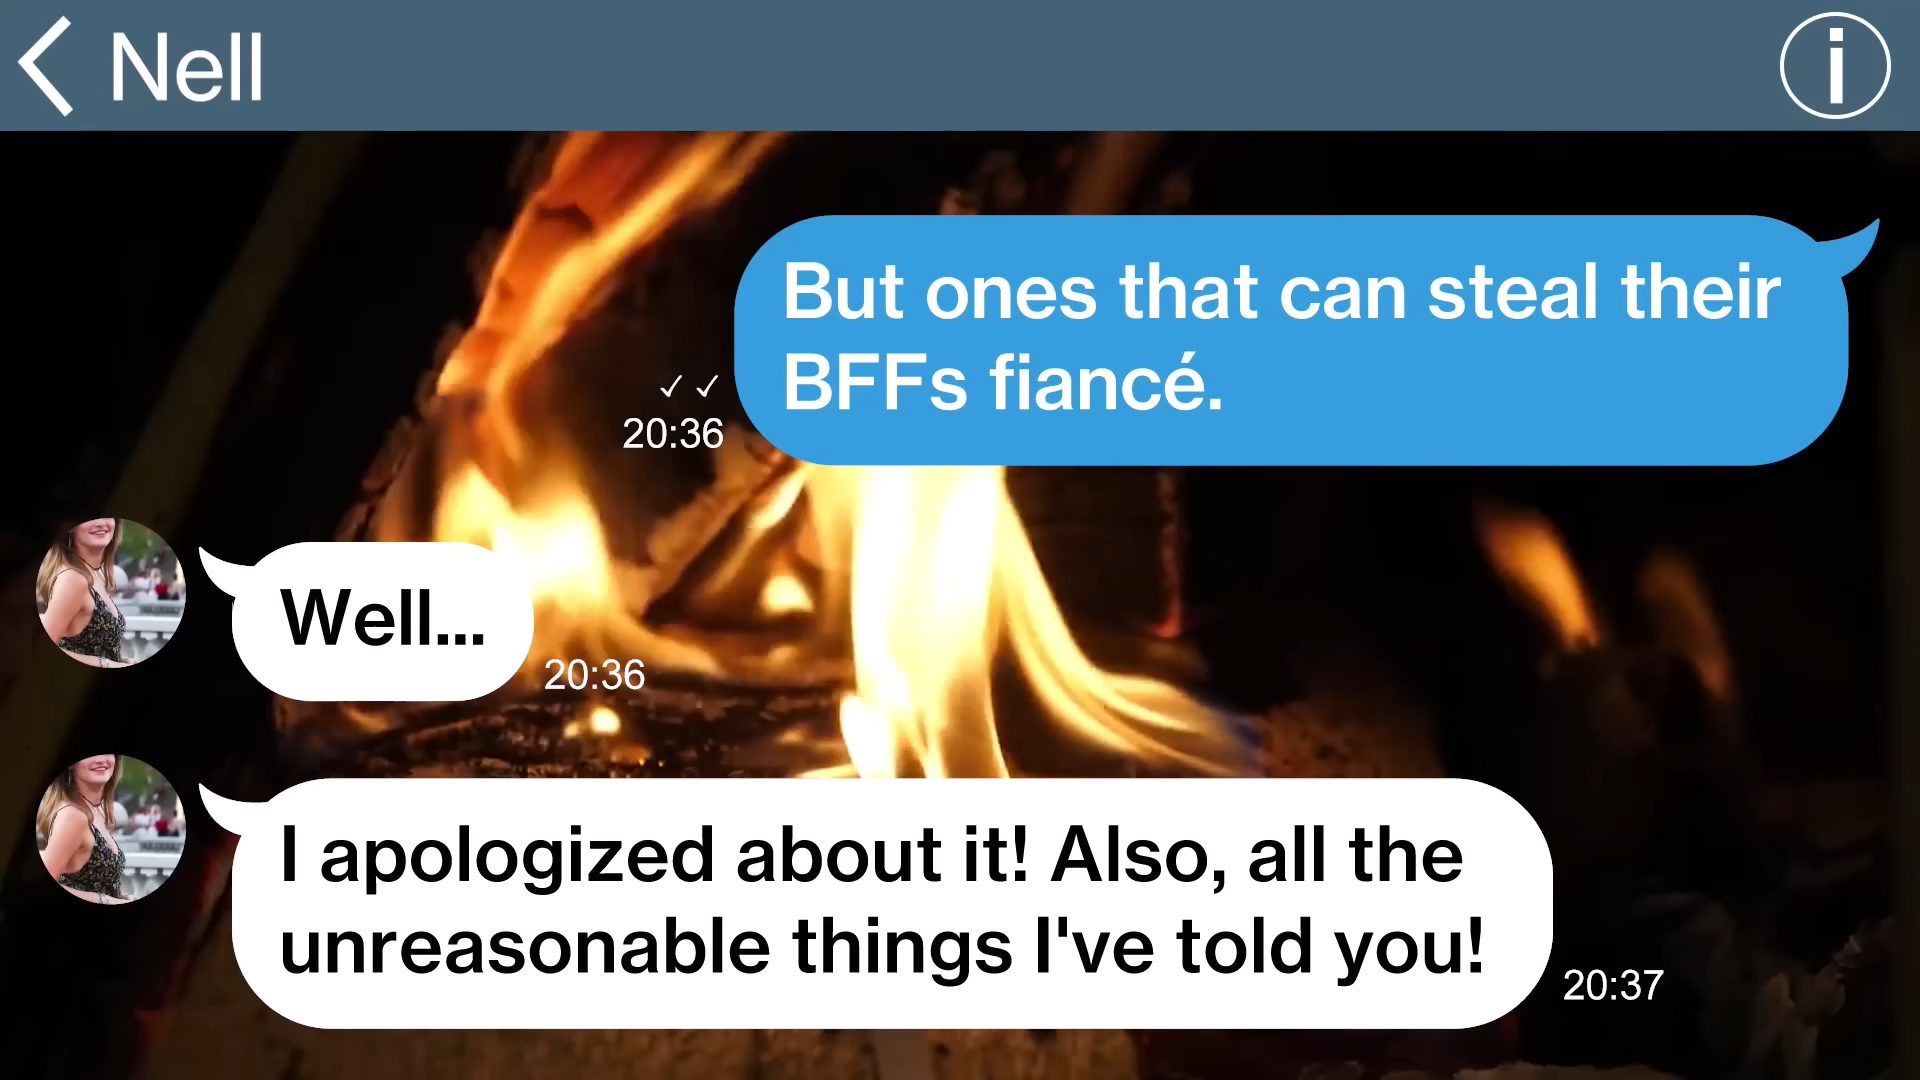 Nell
But ones that can steal their
BFFs fiancé.
20:36
Well...
20:36
I apologized about it! Also, all the
unreasonable things I've told you!
20:37